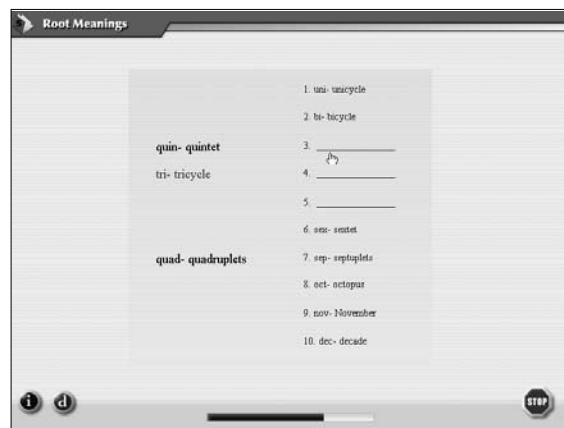 Root Meanings
1. uni- unicycle
2. bi- bicycle
quin- quintet
3.
tri- tricycle
4.
5.
6. sex- sextet
quad- quadruplets
7. sep- septuplets
8. oct- octopus
9. nov- November
10. dec- decade
i
d
STOP